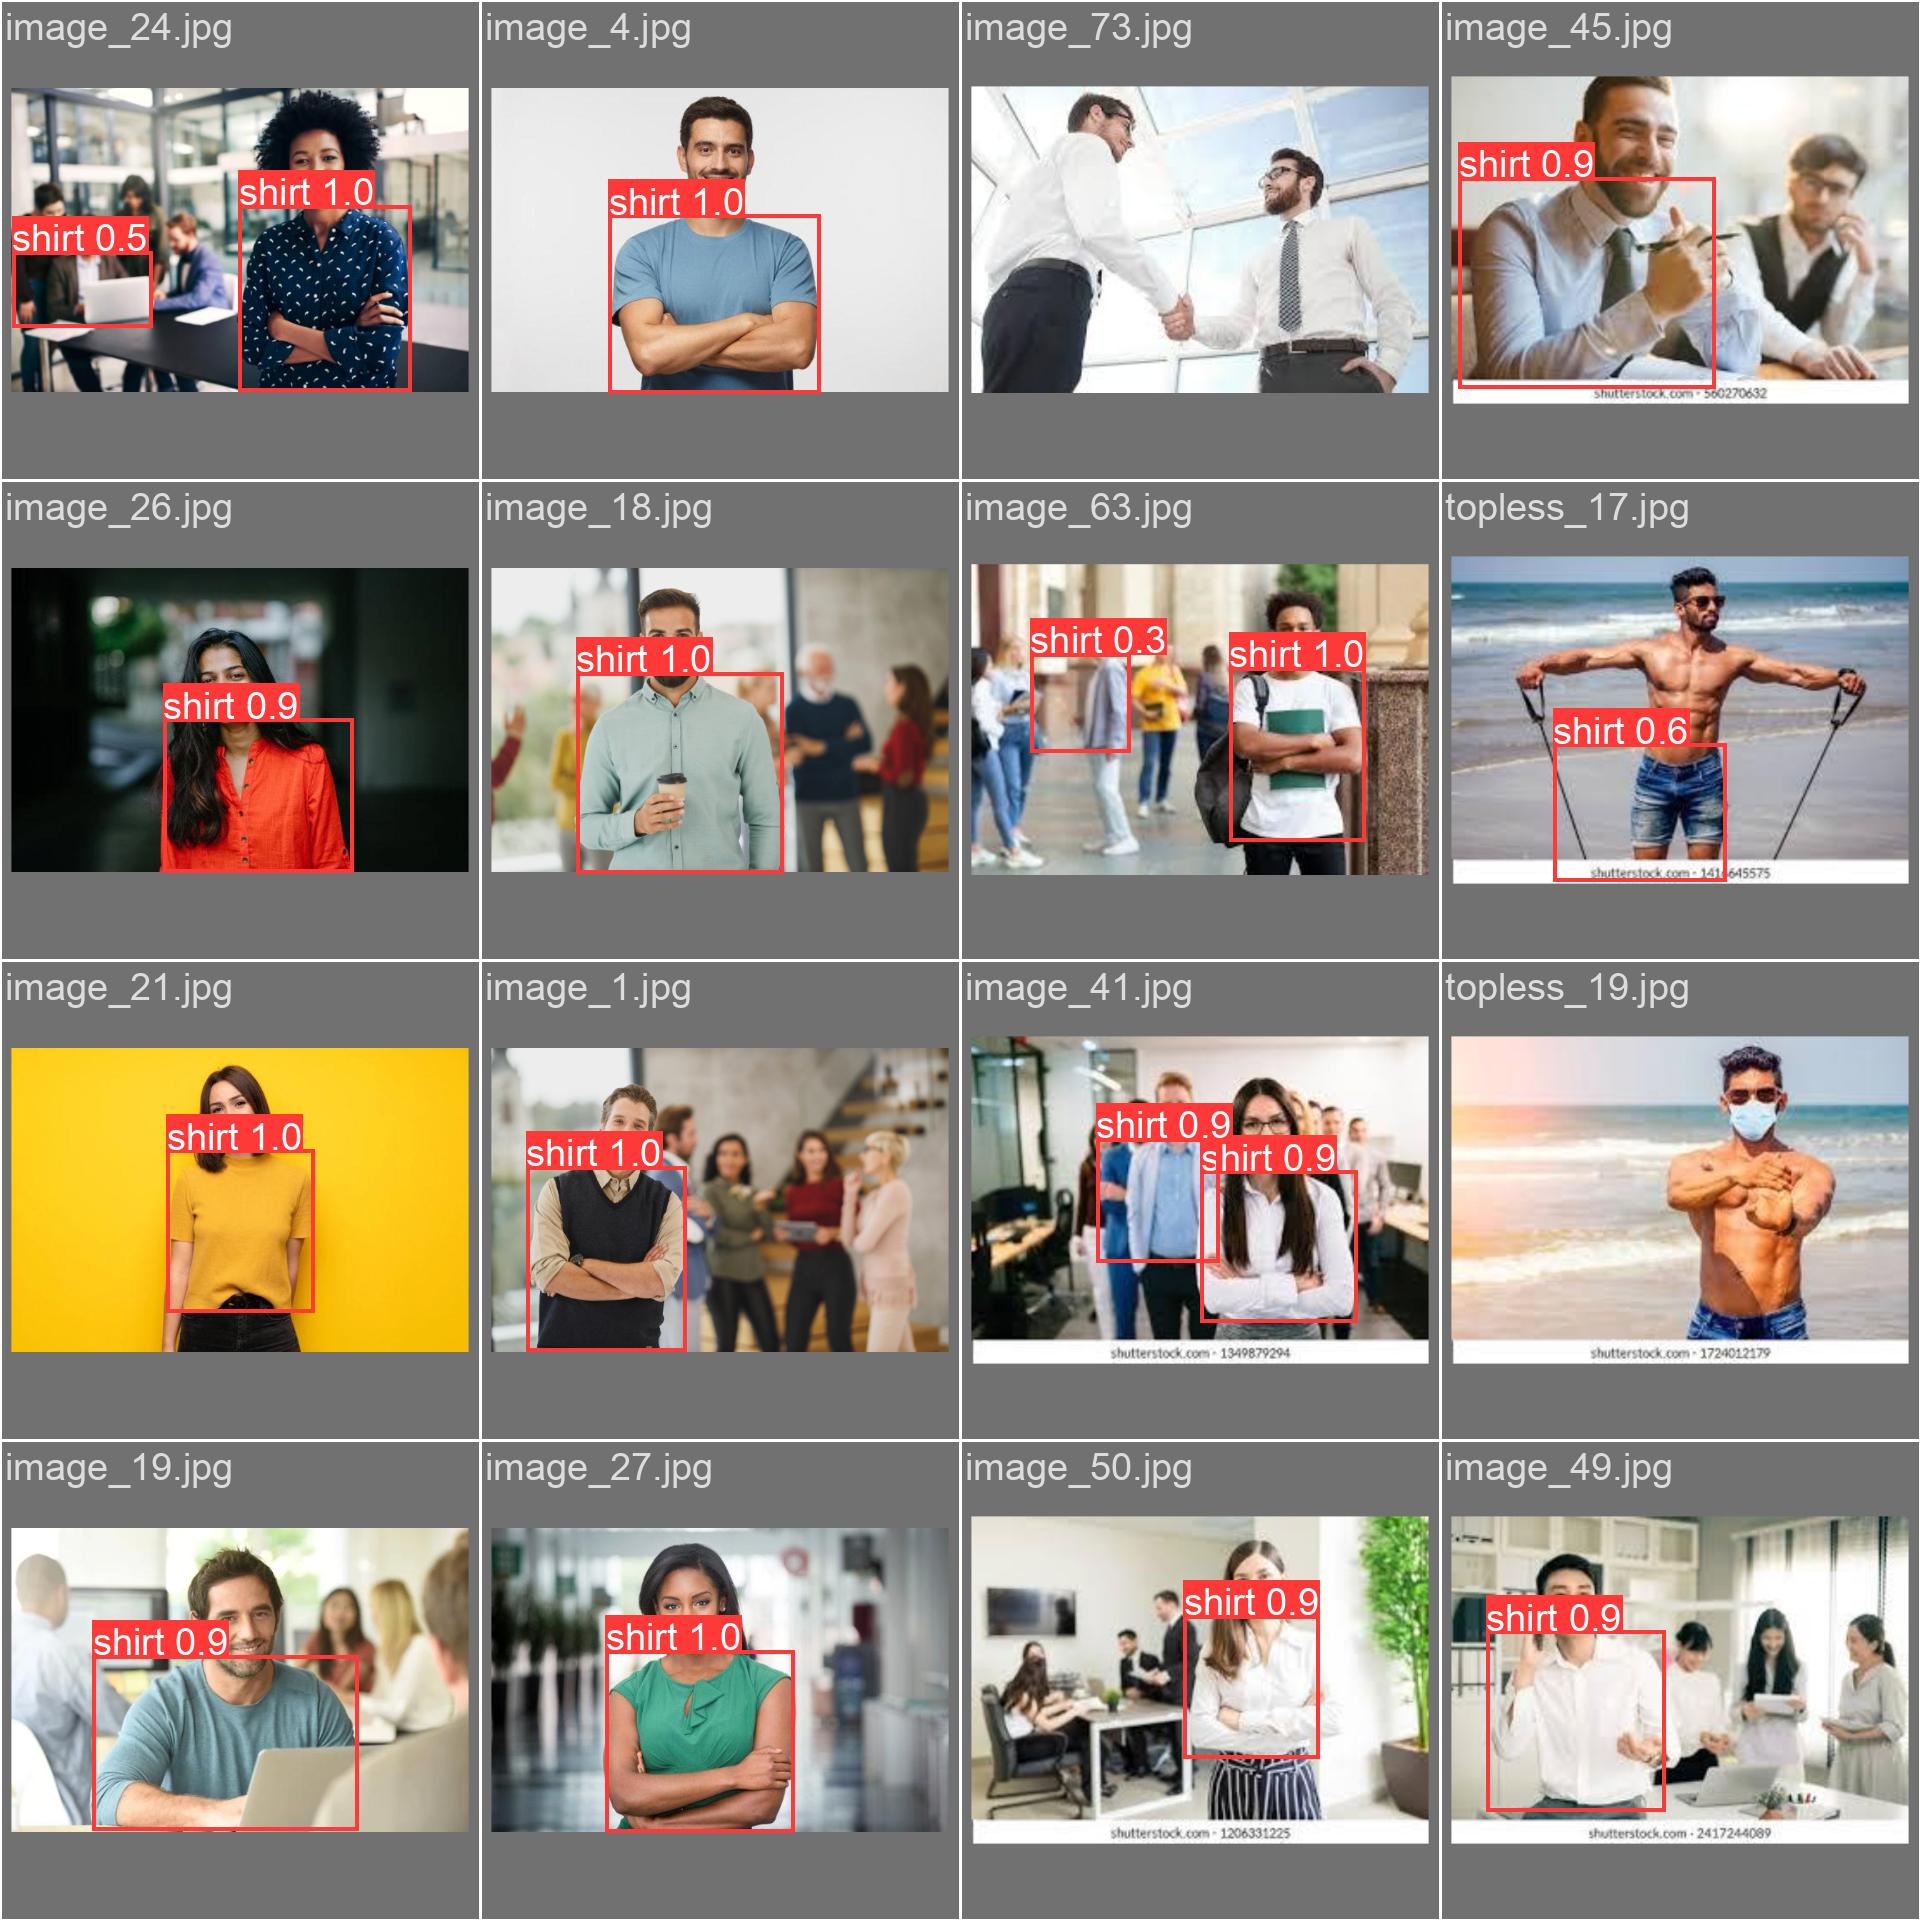 image_24.jpg
image_4.jpg
image_73.jpg
image_45.jpg
shirt 1.0
shirt 0.5
shirt 1.0
shirt 0.9
shutterstock.com · 560270632
image_26.jpg
image_18.jpg
image_63.jpg
topless_17.jpg
shirt 0.9
shirt 1.0
shirt 0.3
shirt 1.0
shirt 0.6
shutterstock.com · 1416645575
image_21.jpg
image_1.jpg
image_41.jpg
topless_19.jpg
shirt 1.0
shirt 1.0
shirt 0.9
shirt 0.9
shutterstock.com · 1349879294
shutterstock.com · 1724012179
image_19.jpg
image_27.jpg
image_50.jpg
image_49.jpg
shirt 0.9
shirt 1.0
shirt 0.9
shirt 0.9
shutterstock.com · 1206331225
shutterstock.com · 2417244089